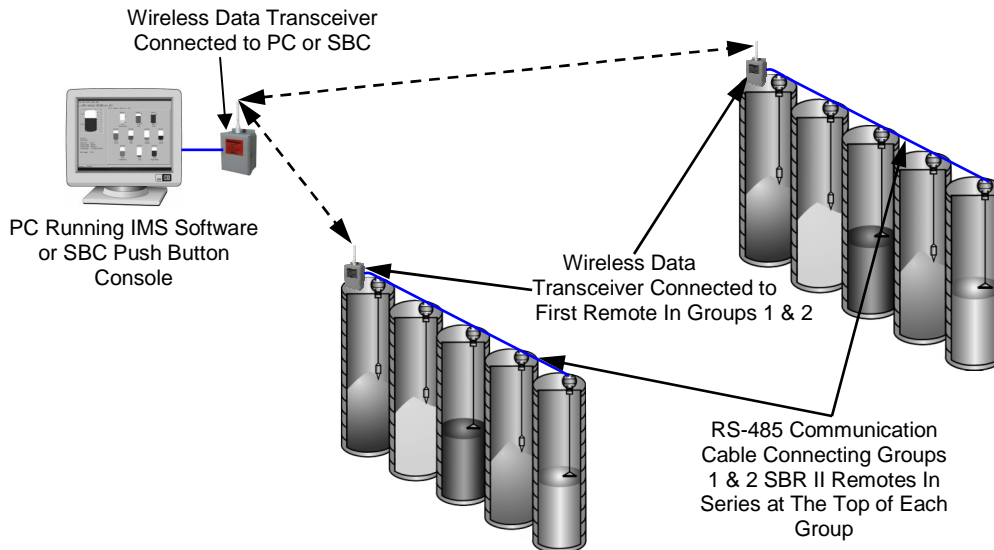 Wireless Data Transceiver
Connected to PC or SBC
PC Running IMS Software
or SBC Push Button
Console
Wireless Data
Transceiver Connected to
First Remote In Groups 1 & 2
RS-485 Communication
Cable Connecting Groups
1 & 2 SBR II Remotes In
Series at The Top of Each
Group